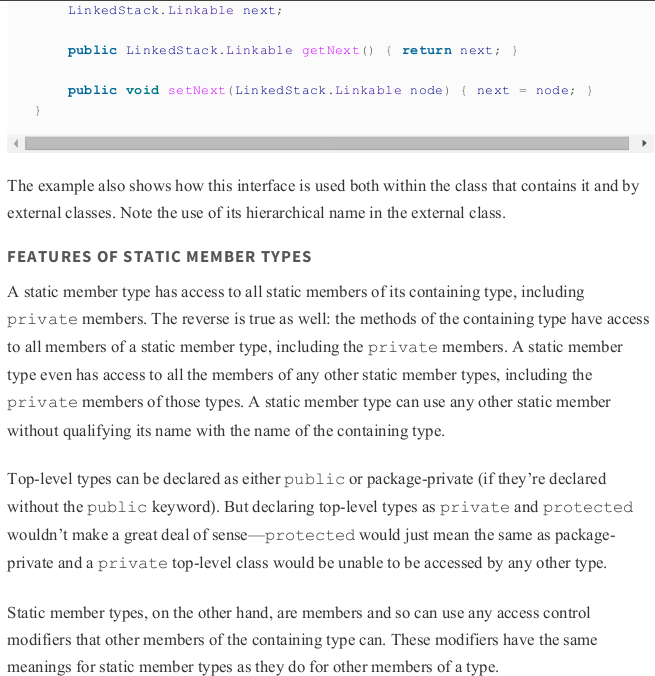 LinkedStack.Linkable next;
public LinkedStack.Linkable getNext() { return next; }
public void setNext(LinkedStack.Linkable node) { next = node; }
}
The example also shows how this interface is used both within the class that contains it and by
external classes. Note the use of its hierarchical name in the external class.
FEATURES OF STATIC MEMBER TYPES
A static member type has access to all static members of its containing type, including
private members. The reverse is true as well: the methods of the containing type have access
to all members of a static member type, including the private members. A static member
type even has access to all the members of any other static member types, including the
private members of those types. A static member type can use any other static member
without qualifying its name with the name of the containing type.
Top-level types can be declared as either public or package-private (if they’re declared
without the public keyword). But declaring top-level types as private and protected
wouldn’t make a great deal of sense—protected would just mean the same as package-
private and a private top-level class would be unable to be accessed by any other type.
Static member types, on the other hand, are members and so can use any access control
modifiers that other members of the containing type can. These modifiers have the same
meanings for static member types as they do for other members of a type.